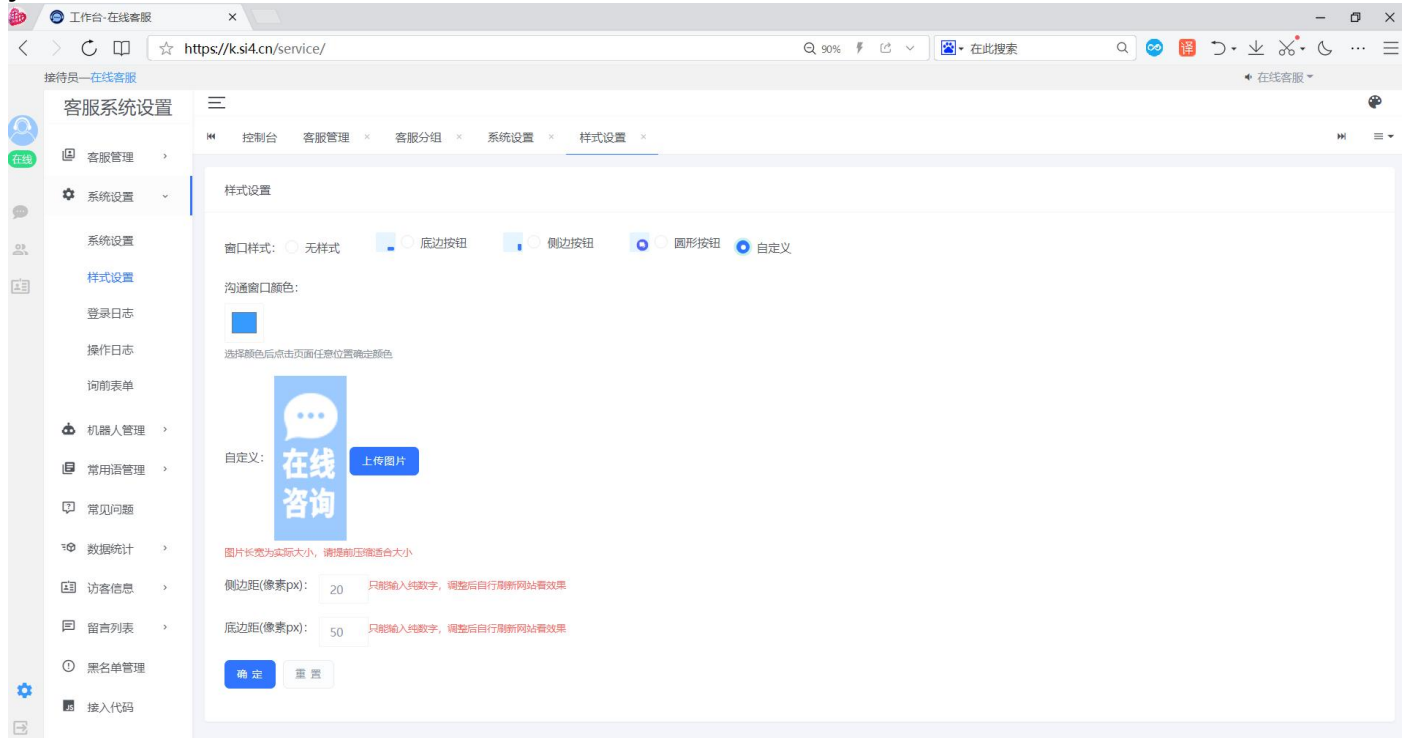 工作台-在线客服
https://k.si4.cn/service/
90%
在此搜索
译
接待员—在线客服
在线客服
客服系统设置
在线
控制台 客服管理 客服分组 系统设置 样式设置
客服管理
系统设置
系统设置
样式设置
登录日志
操作日志
询前表单
机器人管理
常用语管理
常见问题
数据统计
访客信息
留言列表
黑名单管理
JS 接入代码
样式设置
窗口样式： 无样式 底边按钮 侧边按钮 圆形按钮 自定义
沟通窗口颜色：
选择颜色后点击页面任意位置确定颜色
在线
咨询
自定义： 上传图片
图片长宽为实际大小，请提前压缩适合大小
侧边距(像素px)： 20 只能输入纯数字，调整后自行刷新网站看效果
底边距(像素px)： 50 只能输入纯数字，调整后自行刷新网站看效果
确定 重置